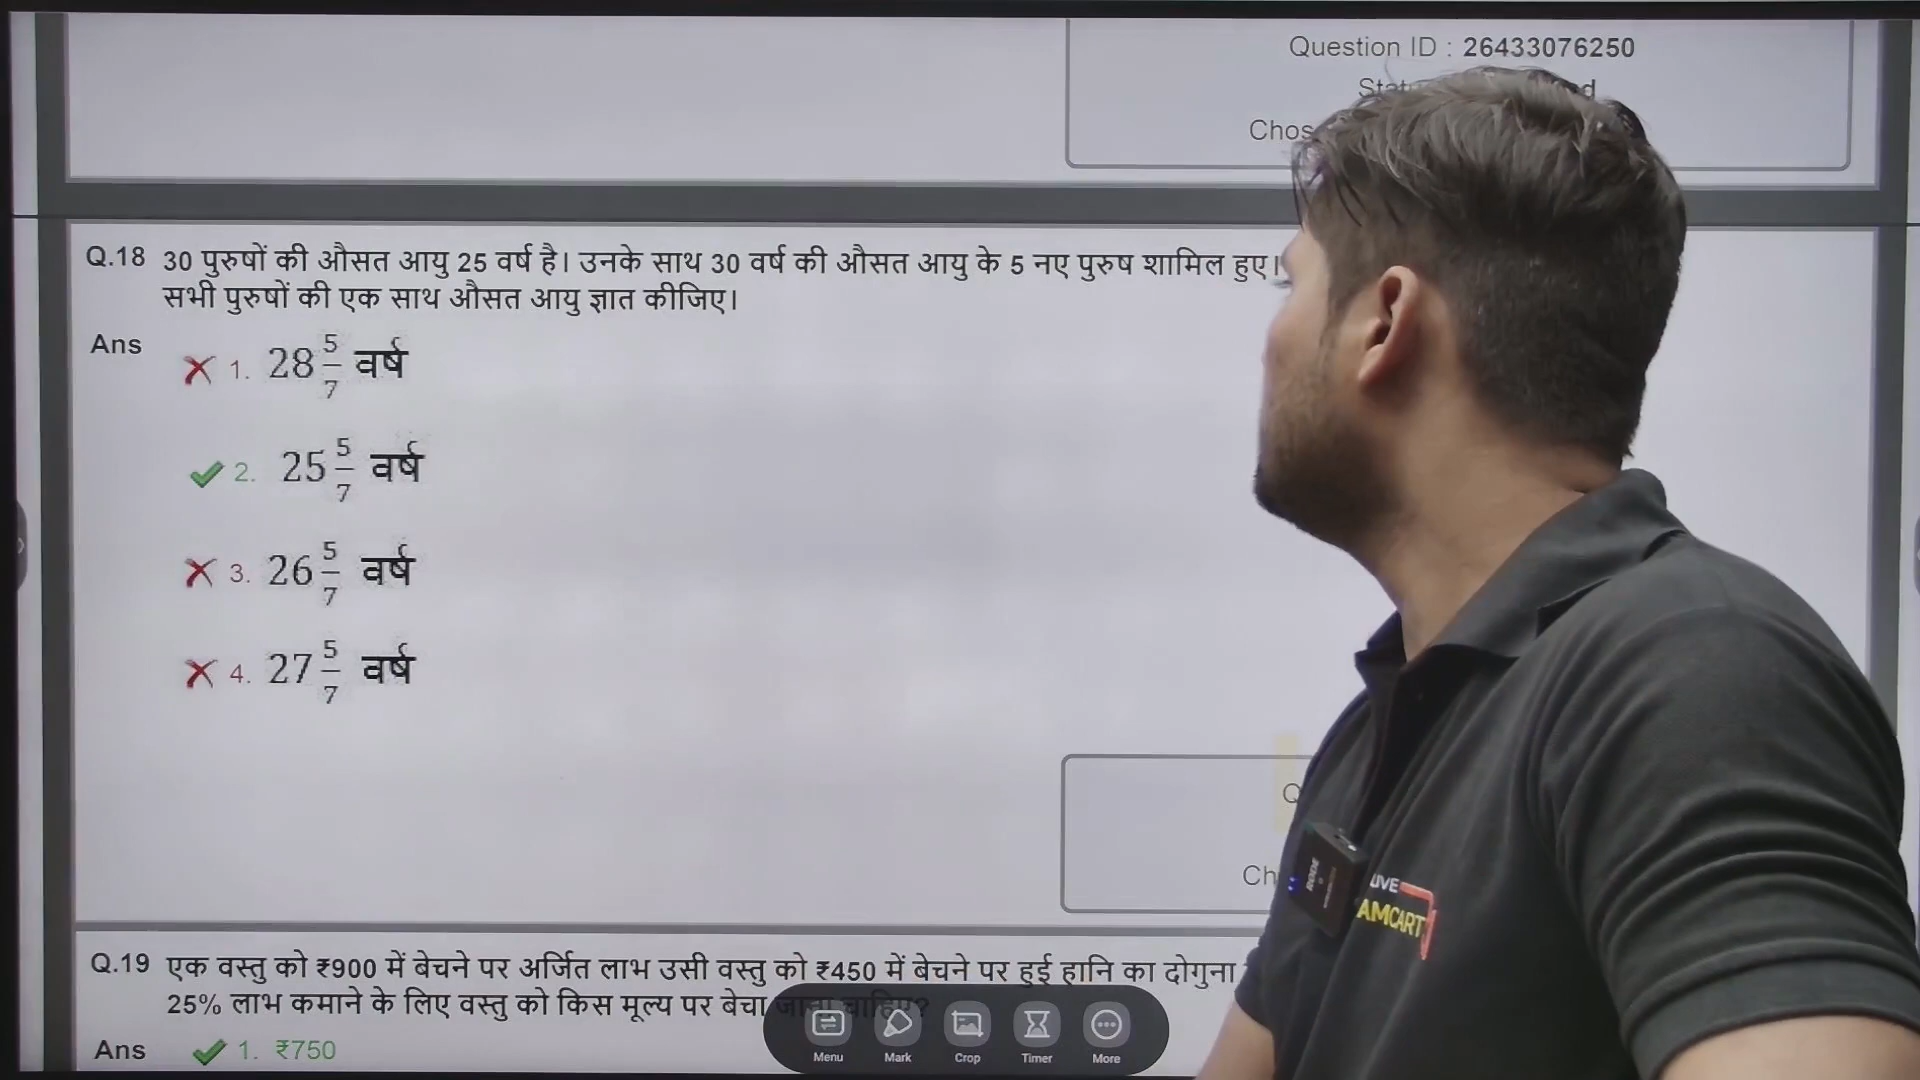 Question ID : 26433076250
Chos
Q.18 30 पुरुषों की औसत आयु 25 वर्ष है। उनके साथ 30 वर्ष की औसत आयु के 5 नए पुरुष शामिल हुए।
सभी पुरुषों की एक साथ औसत आयु ज्ञात कीजिए।
Ans
1. 28 5/7 वर्ष
2. 25 5/7 वर्ष
3. 26 5/7 वर्ष
4. 27 5/7 वर्ष
Q
Ch
RODE
LIVE
AMCART
Q.19 एक वस्तु को ₹900 में बेचने पर अर्जित लाभ उसी वस्तु को ₹450 में बेचने पर हुई हानि का दोगुना
25% लाभ कमाने के लिए वस्तु को किस मूल्य पर बेचा जाना चाहिए?
Ans 1. ₹750
Menu Mark Crop Timer More